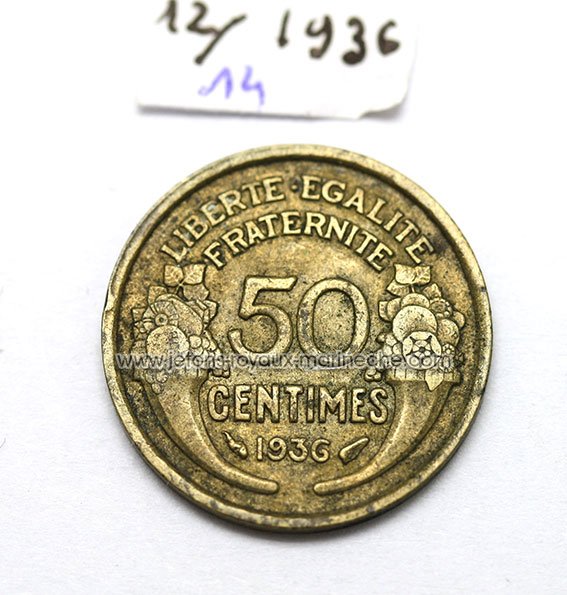 12/ 1936
14
LIBERTE · EGALITE
FRATERNITE
50
www.jetons-royaux-marineche.com
CENTIMES
1936